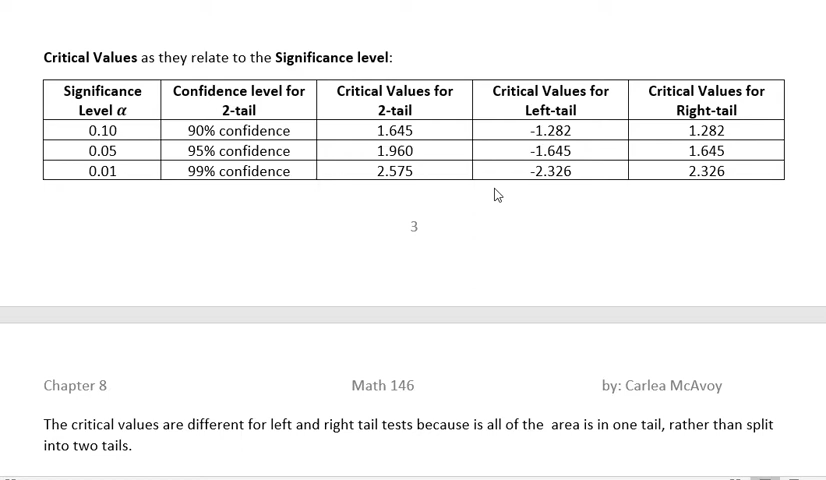 Critical Values as they relate to the Significance level:
Significance Level α | Confidence level for 2-tail | Critical Values for 2-tail | Critical Values for Left-tail | Critical Values for Right-tail
0.10 | 90% confidence | 1.645 | -1.282 | 1.282
0.05 | 95% confidence | 1.960 | -1.645 | 1.645
0.01 | 99% confidence | 2.575 | -2.326 | 2.326
3
Chapter 8 Math 146 by: Carlea McAvoy
The critical values are different for left and right tail tests because is all of the area is in one tail, rather than split
into two tails.